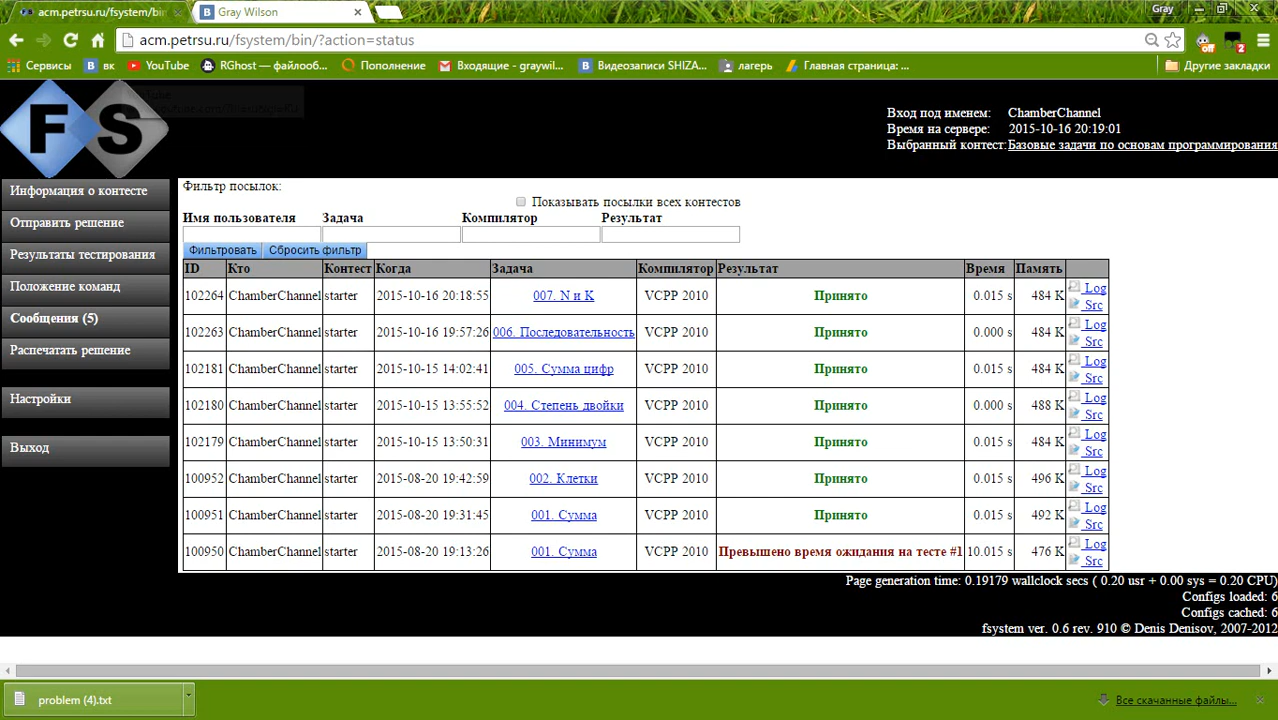 acm.petrsu.ru/fsystem/bin/
Gray Wilson
Gray
acm.petrsu.ru/fsystem/bin/?action=status
Сервисы
вк
YouTube
RGhost — файлооб...
Пополнение
Входящие - graywil...
Видеозаписи SHIZA...
лагерь
Главная страница: ...
Другие закладки
off
2
FS
Вход под именем: ChamberChannel
Время на сервере: 2015-10-16 20:19:01
Выбранный контест: Базовые задачи по основам программирования
Информация о контесте
Отправить решение
Результаты тестирования
Положение команд
Сообщения (5)
Распечатать решение
Настройки
Выход
Фильтр посылок:
Показывать посылки всех контестов
Имя пользователя Задача Компилятор Результат
Фильтровать Сбросить фильтр
ID Кто Контест Когда Задача Компилятор Результат Время Память
102264 ChamberChannel starter 2015-10-16 20:18:55 007. N и K VCPP 2010 Принято 0.015 s 484 K Log Src
102263 ChamberChannel starter 2015-10-16 19:57:26 006. Последовательность VCPP 2010 Принято 0.000 s 484 K Log Src
102181 ChamberChannel starter 2015-10-15 14:02:41 005. Сумма цифр VCPP 2010 Принято 0.015 s 484 K Log Src
102180 ChamberChannel starter 2015-10-15 13:55:52 004. Степень двойки VCPP 2010 Принято 0.000 s 488 K Log Src
102179 ChamberChannel starter 2015-10-15 13:50:31 003. Минимум VCPP 2010 Принято 0.015 s 484 K Log Src
100952 ChamberChannel starter 2015-08-20 19:42:59 002. Клетки VCPP 2010 Принято 0.015 s 496 K Log Src
100951 ChamberChannel starter 2015-08-20 19:31:45 001. Сумма VCPP 2010 Принято 0.015 s 492 K Log Src
100950 ChamberChannel starter 2015-08-20 19:13:26 001. Сумма VCPP 2010 Превышено время ожидания на тесте #1 10.015 s 476 K Log Src
Page generation time: 0.19179 wallclock secs ( 0.20 usr + 0.00 sys = 0.20 CPU)
Configs loaded: 6
Configs cached: 6
fsystem ver. 0.6 rev. 910 © Denis Denisov, 2007-2012
problem (4).txt
Все скачанные файлы...